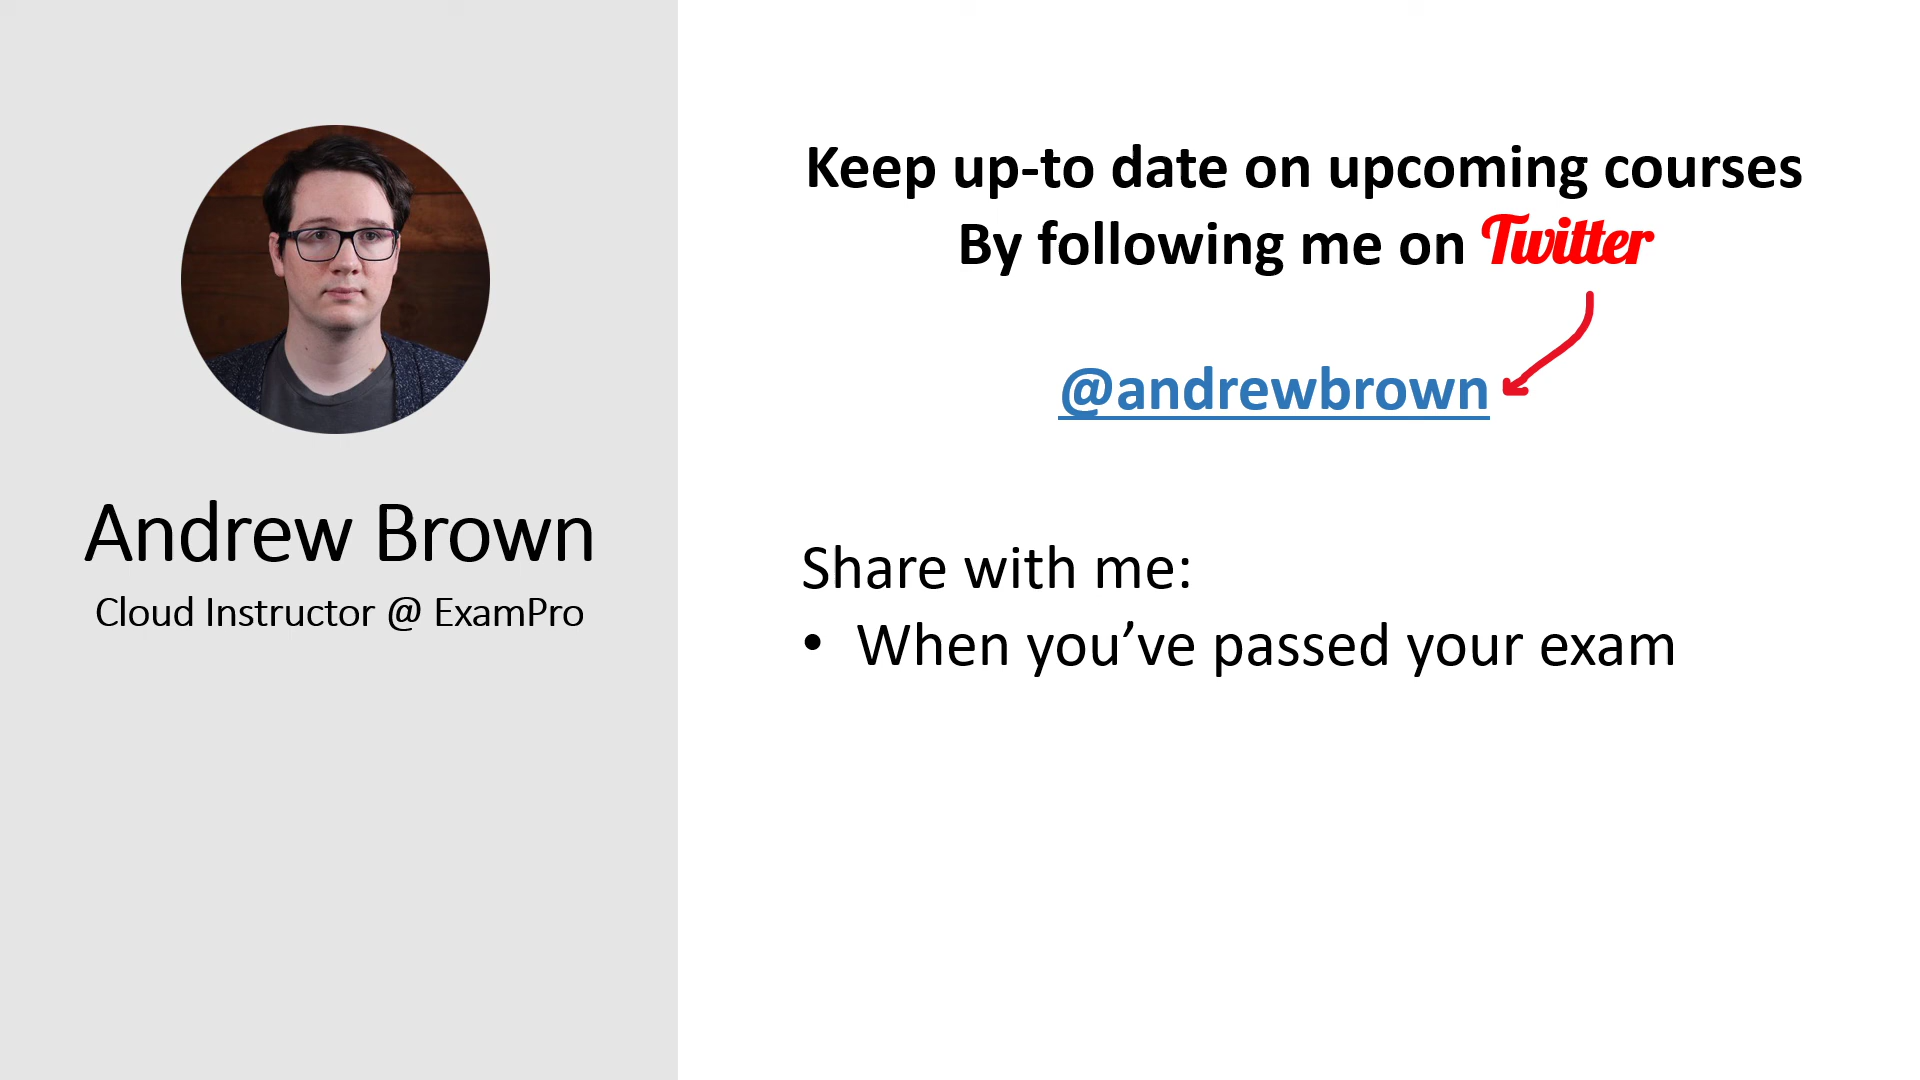 Andrew Brown
Cloud Instructor @ ExamPro
Keep up-to date on upcoming courses
By following me on Twitter
@andrewbrown
Share with me:
• When you’ve passed your exam